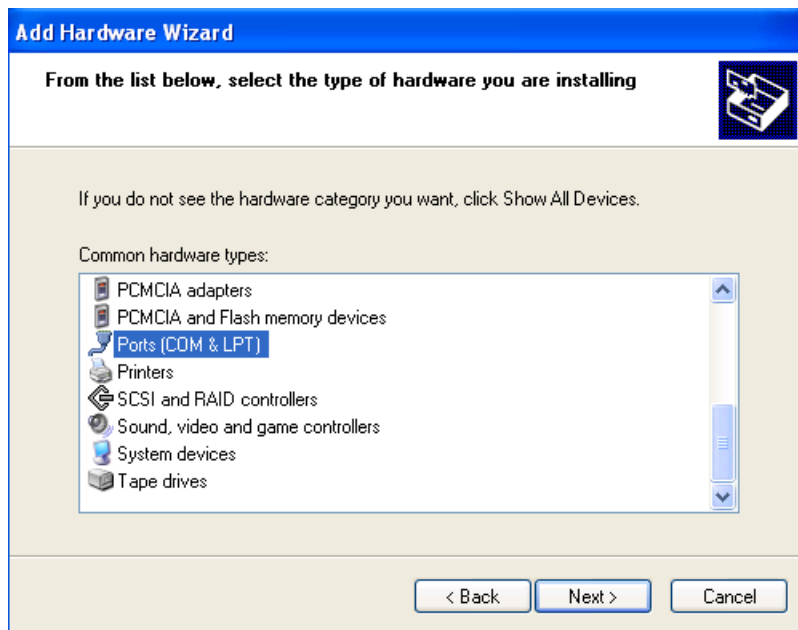 Add Hardware Wizard
From the list below, select the type of hardware you are installing
If you do not see the hardware category you want, click Show All Devices.
Common hardware types:
PCMCIA adapters
PCMCIA and Flash memory devices
Ports (COM & LPT)
Printers
SCSI and RAID controllers
Sound, video and game controllers
System devices
Tape drives
< Back Next > Cancel